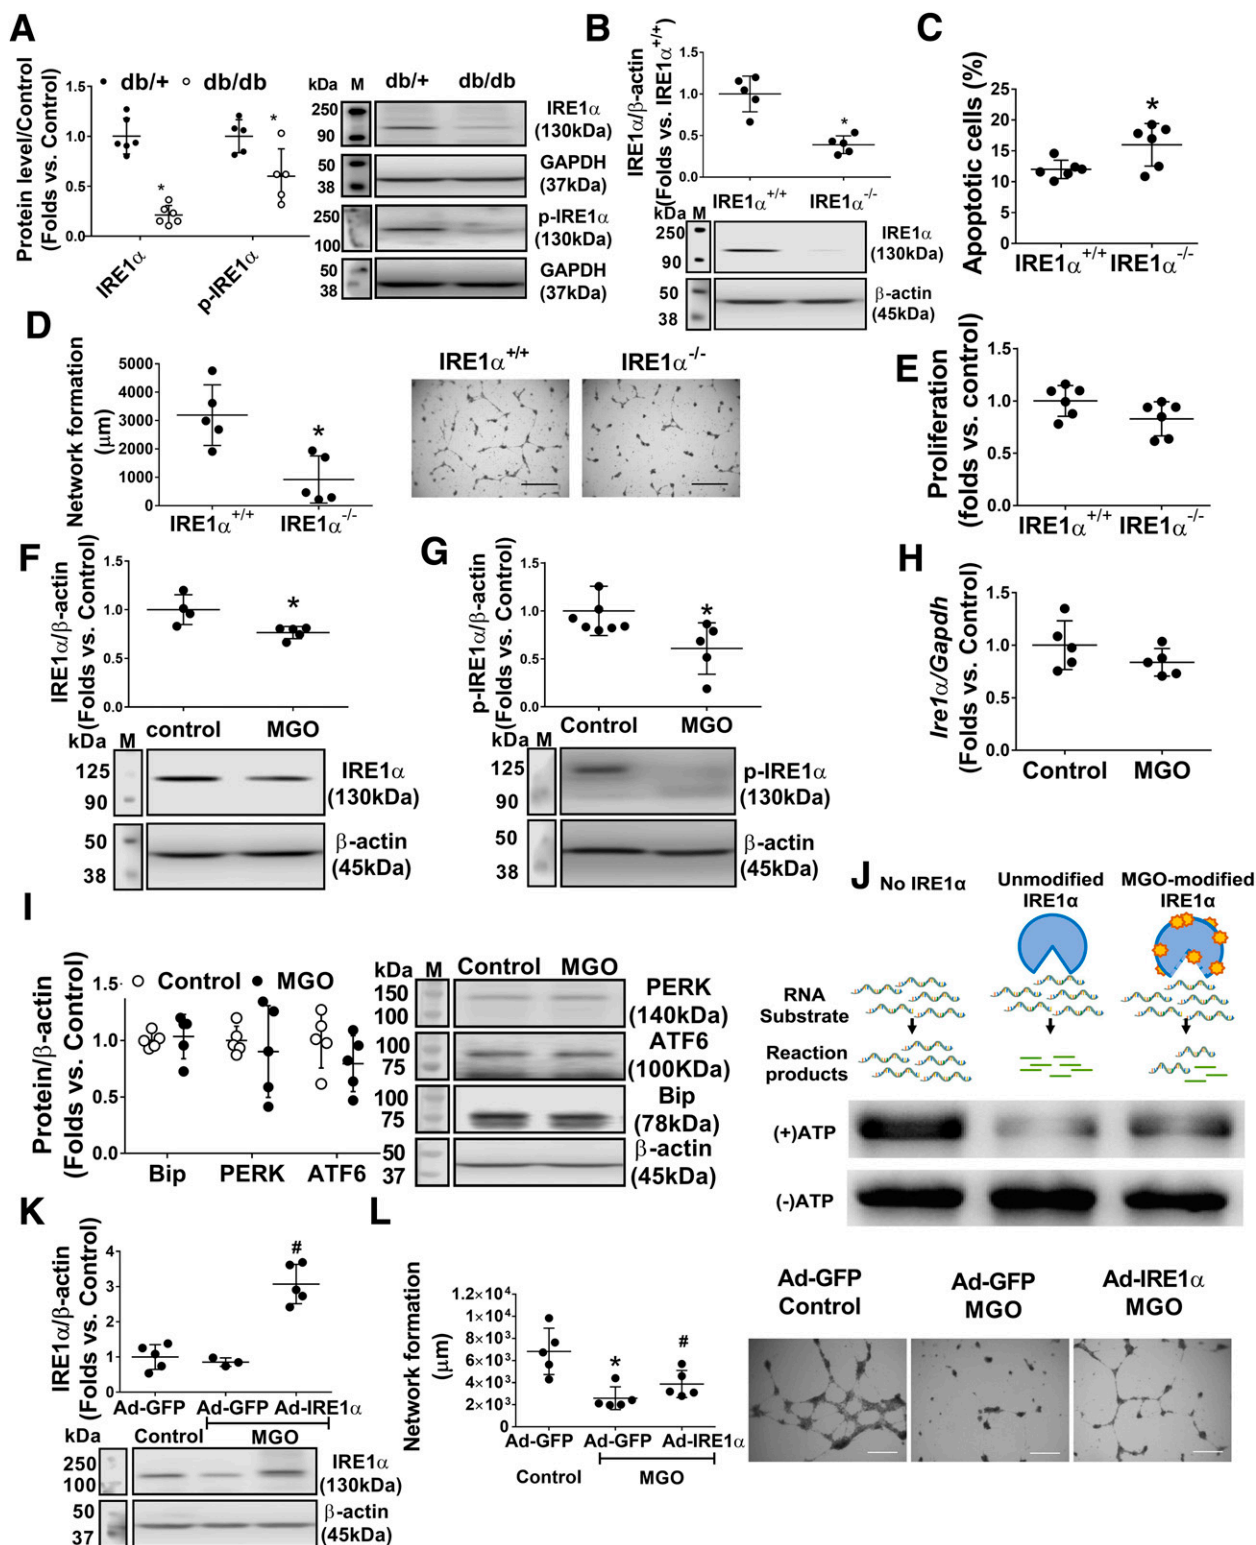 A
Protein level/Control
(Folds vs. Control)
db/+ db/db
1.5
1.0
0.5
0.0
*
*
IRE1α
p-IRE1α
kDa M db/+ db/db
250
90
IRE1α
(130kDa)
50
38
GAPDH
(37kDa)
250
100
p-IRE1α
(130kDa)
50
38
GAPDH
(37kDa)
B
IRE1α/β-actin
(Folds vs. IRE1α+/+)
1.5
1.0
0.5
0.0
*
IRE1α+/+ IRE1α-/-
kDa M
250
90
IRE1α
(130kDa)
50
38
β-actin
(45kDa)
C
Apoptotic cells (%)
25
20
15
10
5
0
*
IRE1α+/+ IRE1α-/-
D
Network formation
(μm)
5000
4000
3000
2000
1000
0
*
IRE1α+/+ IRE1α-/-
IRE1α+/+ IRE1α-/-
E
Proliferation
(folds vs. control)
1.5
1.0
0.5
0.0
IRE1α+/+ IRE1α-/-
F
IRE1α/β-actin
(Folds vs. Control)
1.5
1.0
0.5
0.0
*
control MGO
kDa M
125
90
IRE1α
(130kDa)
50
38
β-actin
(45kDa)
G
p-IRE1α/β-actin
(Folds vs. Control)
1.5
1.0
0.5
0.0
*
Control MGO
kDa M
125
90
p-IRE1α
(130kDa)
50
38
β-actin
(45kDa)
H
Ire1α/Gapdh
(Folds vs. Control)
1.5
1.0
0.5
0.0
Control MGO
I
Protein/β-actin
(Folds vs. Control)
Control MGO
1.5
1.0
0.5
0.0
Bip PERK ATF6
kDa M Control MGO
150
100
PERK
(140kDa)
100
75
ATF6
(100KDa)
100
75
Bip
(78kDa)
50
37
β-actin
(45kDa)
J
No IRE1α
Unmodified
IRE1α
MGO-modified
IRE1α
RNA
Substrate
Reaction
products
(+)ATP
(-)ATP
K
IRE1α/β-actin
(Folds vs. Control)
4
3
2
1
0
#
Ad-GFP Ad-GFP Ad-IRE1α
kDa Control MGO
250
100
IRE1α
(130kDa)
50
37
β-actin
(45kDa)
L
Network formation
(μm)
1.2×10⁴
1×10⁴
8×10³
6×10³
4×10³
2×10³
0
*
#
Ad-GFP Ad-GFP Ad-IRE1α
Control MGO
Ad-GFP
Control
Ad-GFP
MGO
Ad-IRE1α
MGO